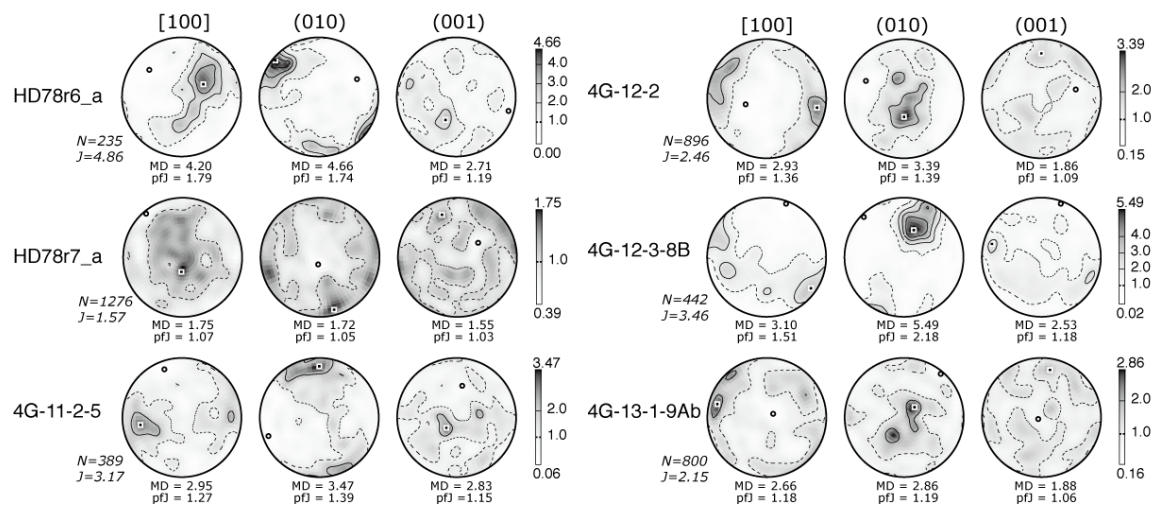 [100] (010) (001)
HD78r6_a
N=235
J=4.86
MD = 4.20 MD = 4.66 MD = 2.71
pfJ = 1.79 pfJ = 1.74 pfJ = 1.19
4.66
4.0
3.0
2.0
1.0
0.00
HD78r7_a
N=1276
J=1.57
MD = 1.75 MD = 1.72 MD = 1.55
pfJ = 1.07 pfJ = 1.05 pfJ = 1.03
1.75
1.0
0.39
4G-11-2-5
N=389
J=3.17
MD = 2.95 MD = 3.47 MD = 2.83
pfJ = 1.27 pfJ = 1.39 pfJ =1.15
3.47
2.0
1.0
0.06
[100] (010) (001)
4G-12-2
N=896
J=2.46
MD = 2.93 MD = 3.39 MD = 1.86
pfJ = 1.36 pfJ = 1.39 pfJ = 1.09
3.39
2.0
1.0
0.15
4G-12-3-8B
N=442
J=3.46
MD = 3.10 MD = 5.49 MD = 2.53
pfJ = 1.51 pfJ = 2.18 pfJ = 1.18
5.49
4.0
3.0
2.0
1.0
0.02
4G-13-1-9Ab
N=800
J=2.15
MD = 2.66 MD = 2.86 MD = 1.88
pfJ = 1.18 pfJ = 1.19 pfJ = 1.06
2.86
2.0
1.0
0.16